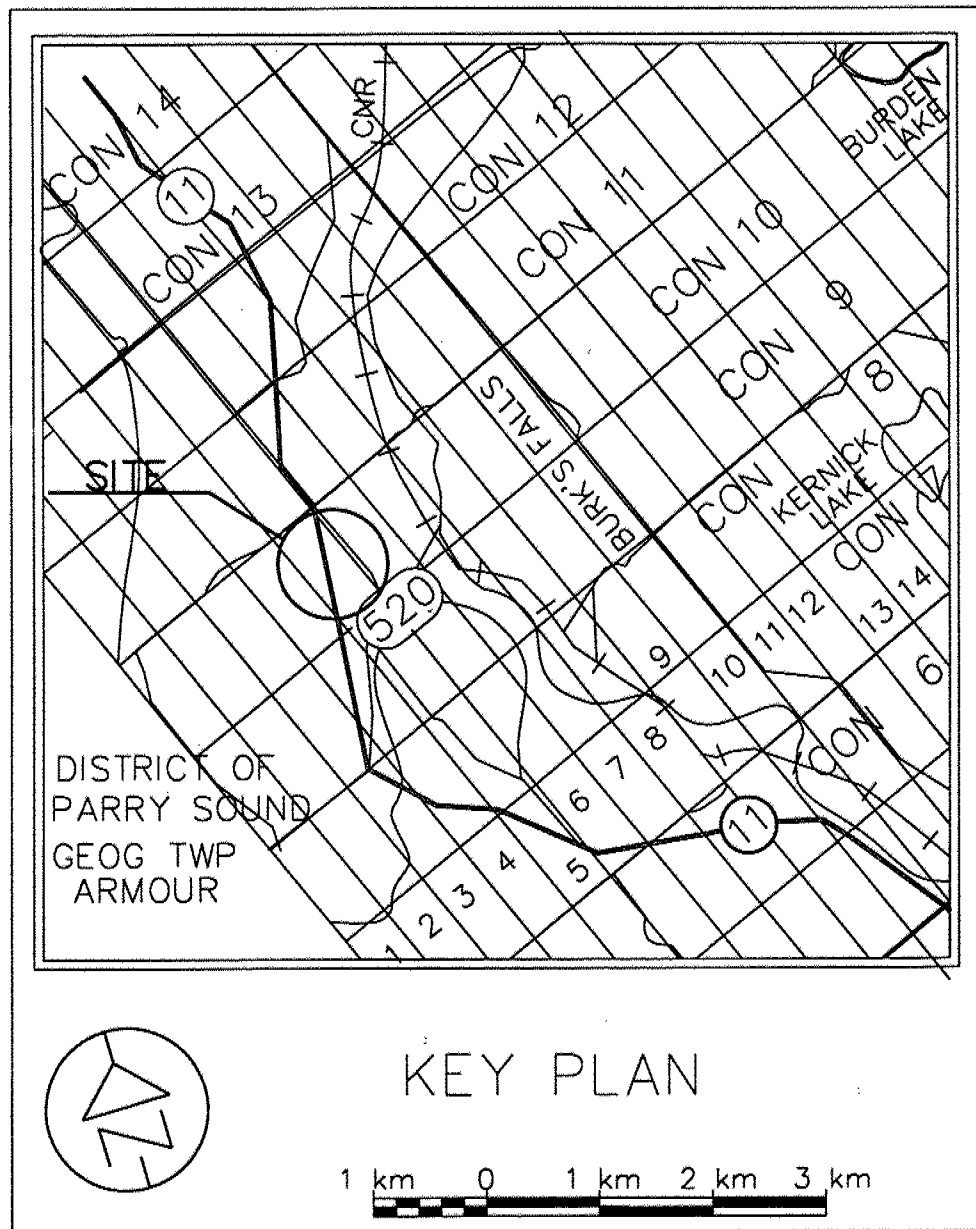 CON 14
11
CON 13
CNR
CON 12
CON 11
CON 10
CON 9
CON 8
CON 7
CON 6
BURDEN
LAKE
BURK'S FALLS
KERNICK
LAKE
SITE
520
14
13
12
11
10
9
8
7
6
5
4
3
2
1
11
DISTRICT OF
PARRY SOUND
GEOG TWP
ARMOUR
N
KEY PLAN
1 km 0 1 km 2 km 3 km